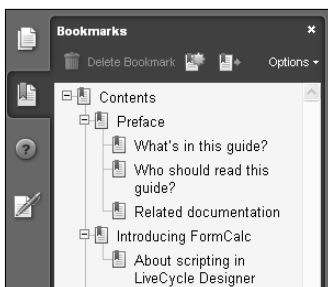 Bookmarks
Delete Bookmark
Options
Contents
Preface
What's in this guide?
Who should read this
guide?
Related documentation
Introducing FormCalc
About scripting in
LiveCycle Designer